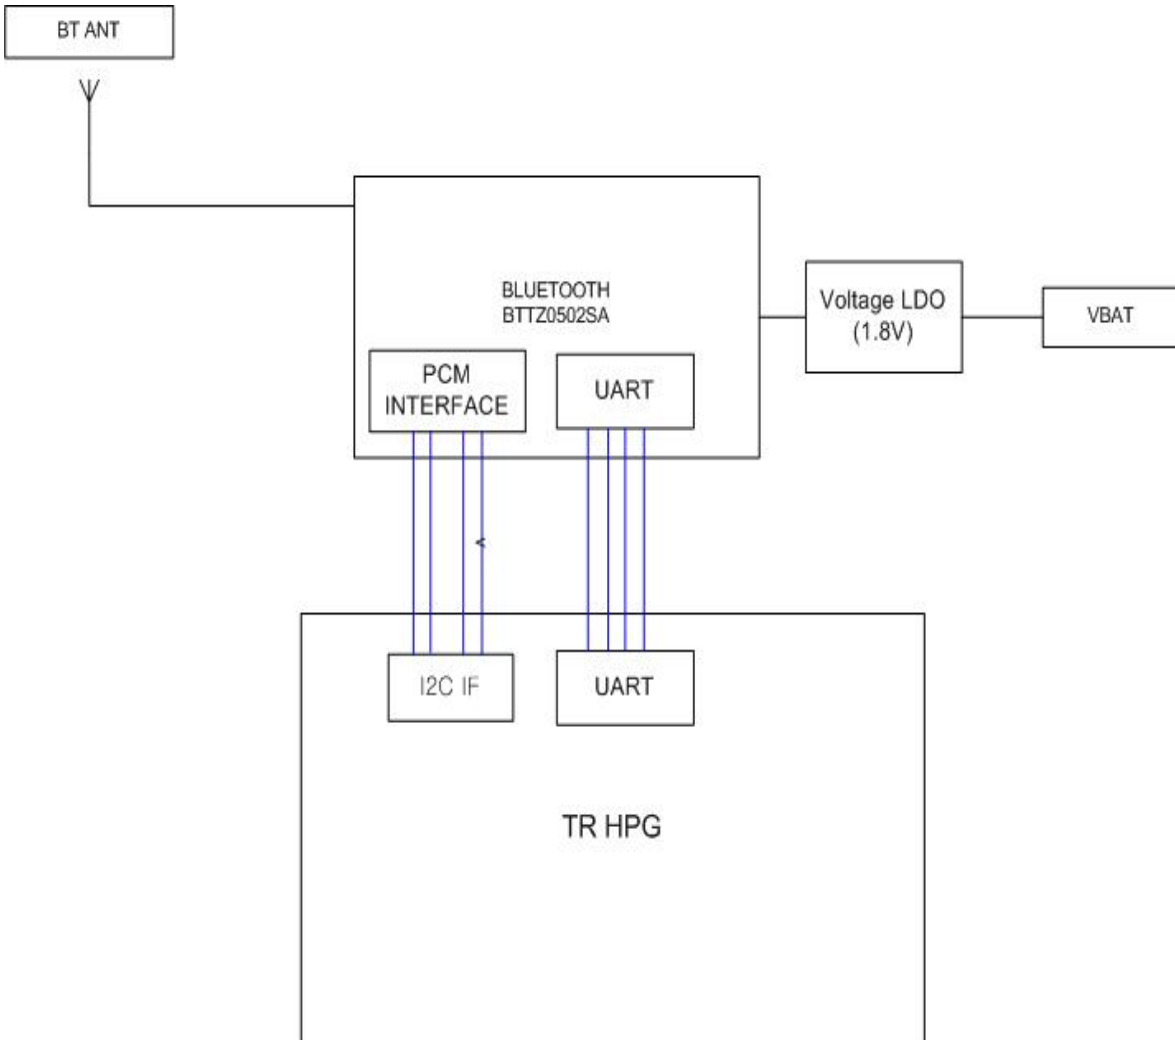 BT ANT
BLUETOOTH
BTTZ0502SA
Voltage LDO
(1.8V)
VBAT
PCM
INTERFACE
UART
I2C IF
UART
TR HPG